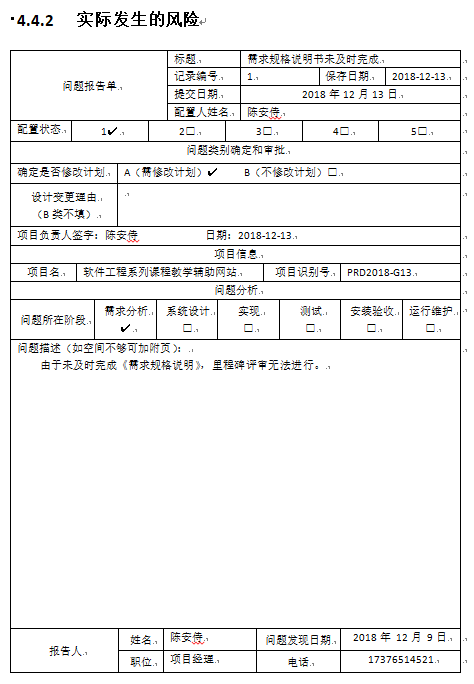 4.4.2 实际发生的风险
问题报告单 标题 需求规格说明书未及时完成
记录编号 1 保存日期 2018-12-13
提交日期 2018 年 12 月 13 日
配置人姓名 陈安侍
配置状态 1✓ 2□ 3□ 4□ 5□
问题类别确定和审批
确定是否修改计划 A（需修改计划）✓ B（不修改计划）□
设计变更理由
（B 类不填）
项目负责人签字：陈安侍 日期：2018-12-13
项目信息
项目名 软件工程系列课程教学辅助网站 项目识别号 PRD2018-G13
问题分析
问题所在阶段 需求分析 系统设计 实现 测试 安装验收 运行维护
✓ □ □ □ □ □
问题描述（如空间不够可加附页）：
由于未及时完成《需求规格说明》，里程碑评审无法进行。
报告人 姓名 陈安侍 问题发现日期 2018 年 12 月 9 日
职位 项目经理 电话 17376514521